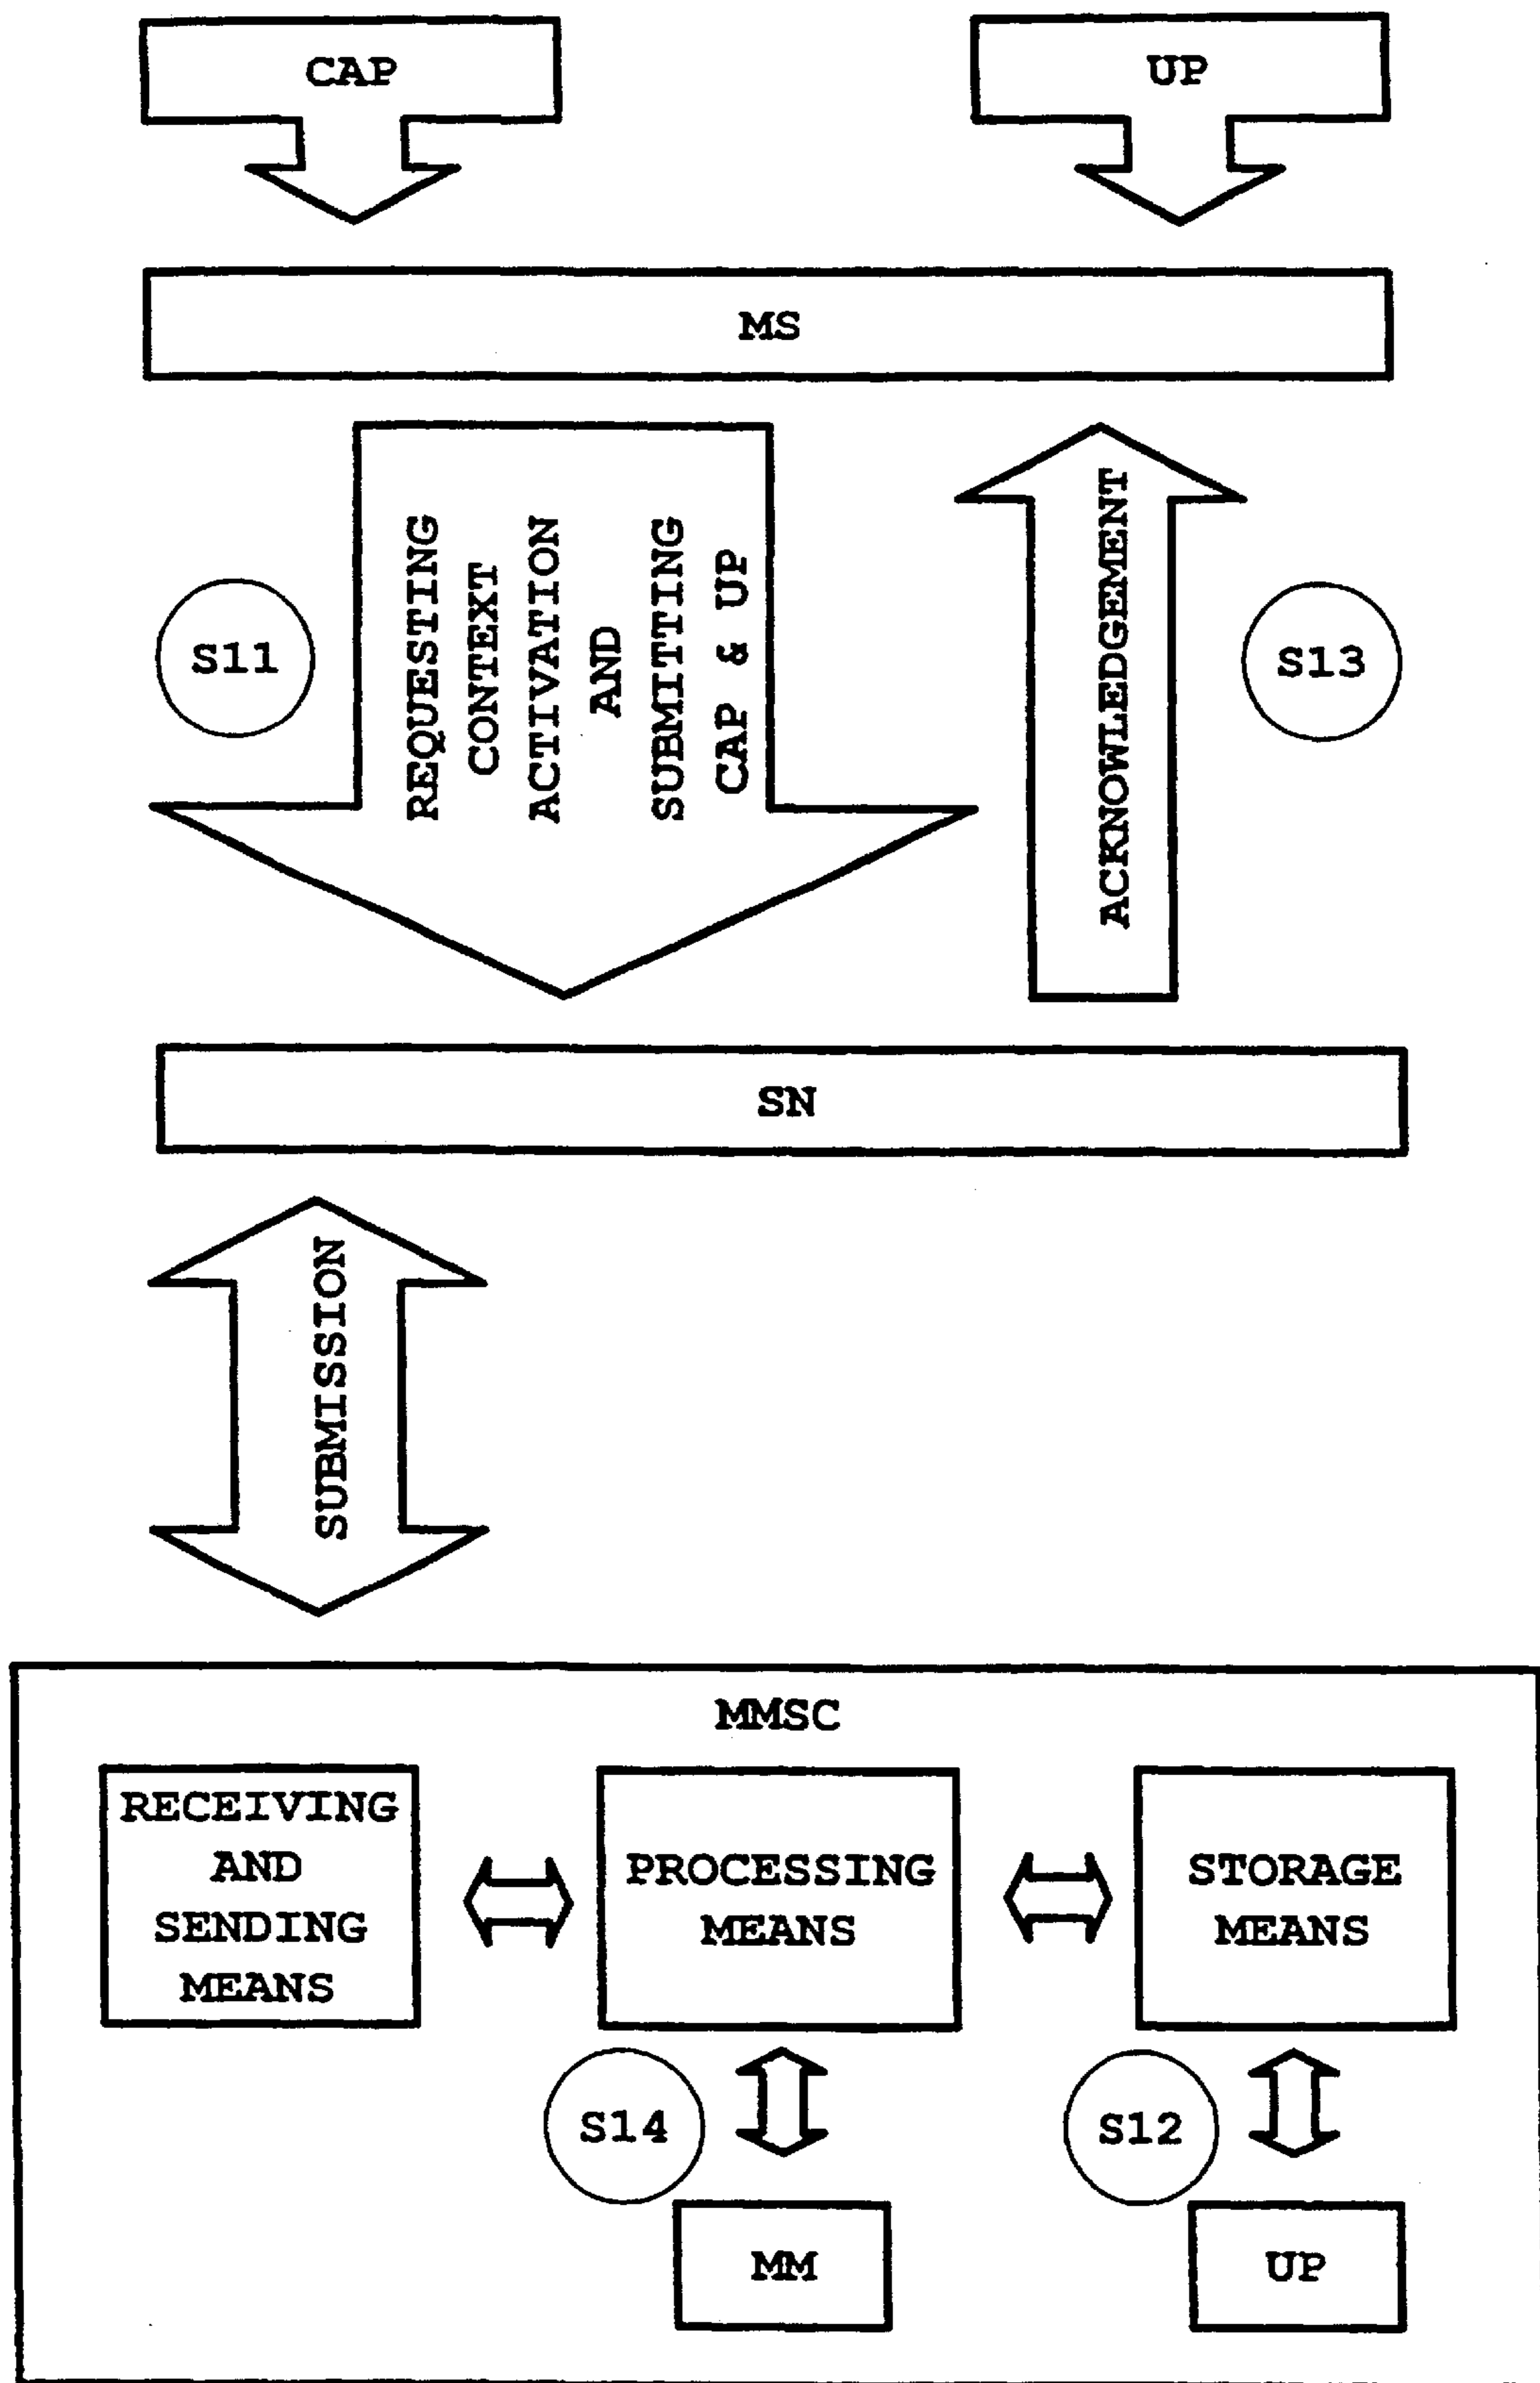 CAP
UP
MS
S11
REQUESTING
CONTEXT
ACTIVATION
AND
SUBMITTING
CAP & UP
ACKNOWLEDGEMENT
S13
SN
SUBMISSION
MMSC
RECEIVING
AND
SENDING
MEANS
PROCESSING
MEANS
STORAGE
MEANS
S14
S12
MM
UP